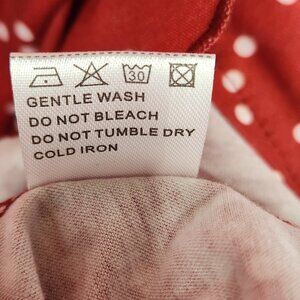 30
GENTLE WASH
DO NOT BLEACH
DO NOT TUMBLE DRY
COLD IRON